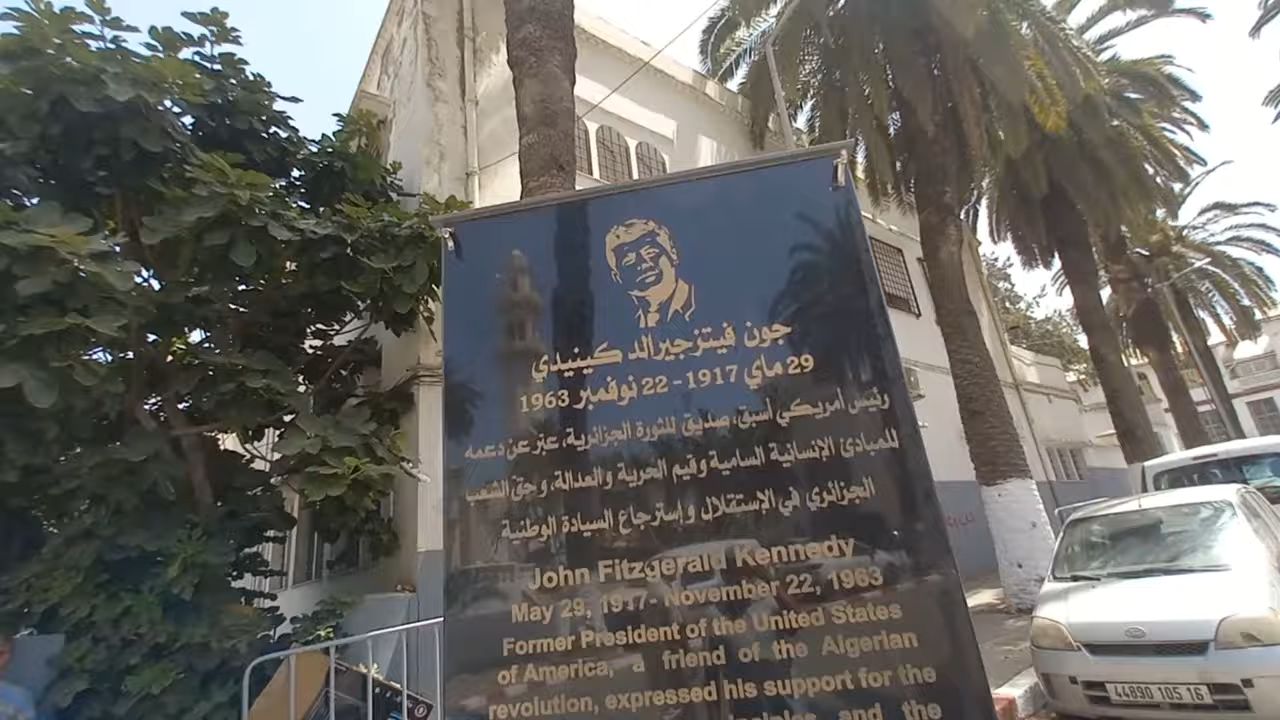 جون فيتزجيرالد كينيدي
29 ماي 1917 - 22 نوفمبر 1963
رئيس أمريكي أسبق، صديق للثورة الجزائرية، عبّر عن دعمه
للمبادئ الإنسانية السامية وقيم الحرية والعدالة، وحق الشعب
الجزائري في الإستقلال وإسترجاع السيادة الوطنية
John Fitzgerald Kennedy
May 29, 1917- November 22, 1963
Former President of the United States
of America, a friend of the Algerian
revolution, expressed his support for the
and the
44890 105 16